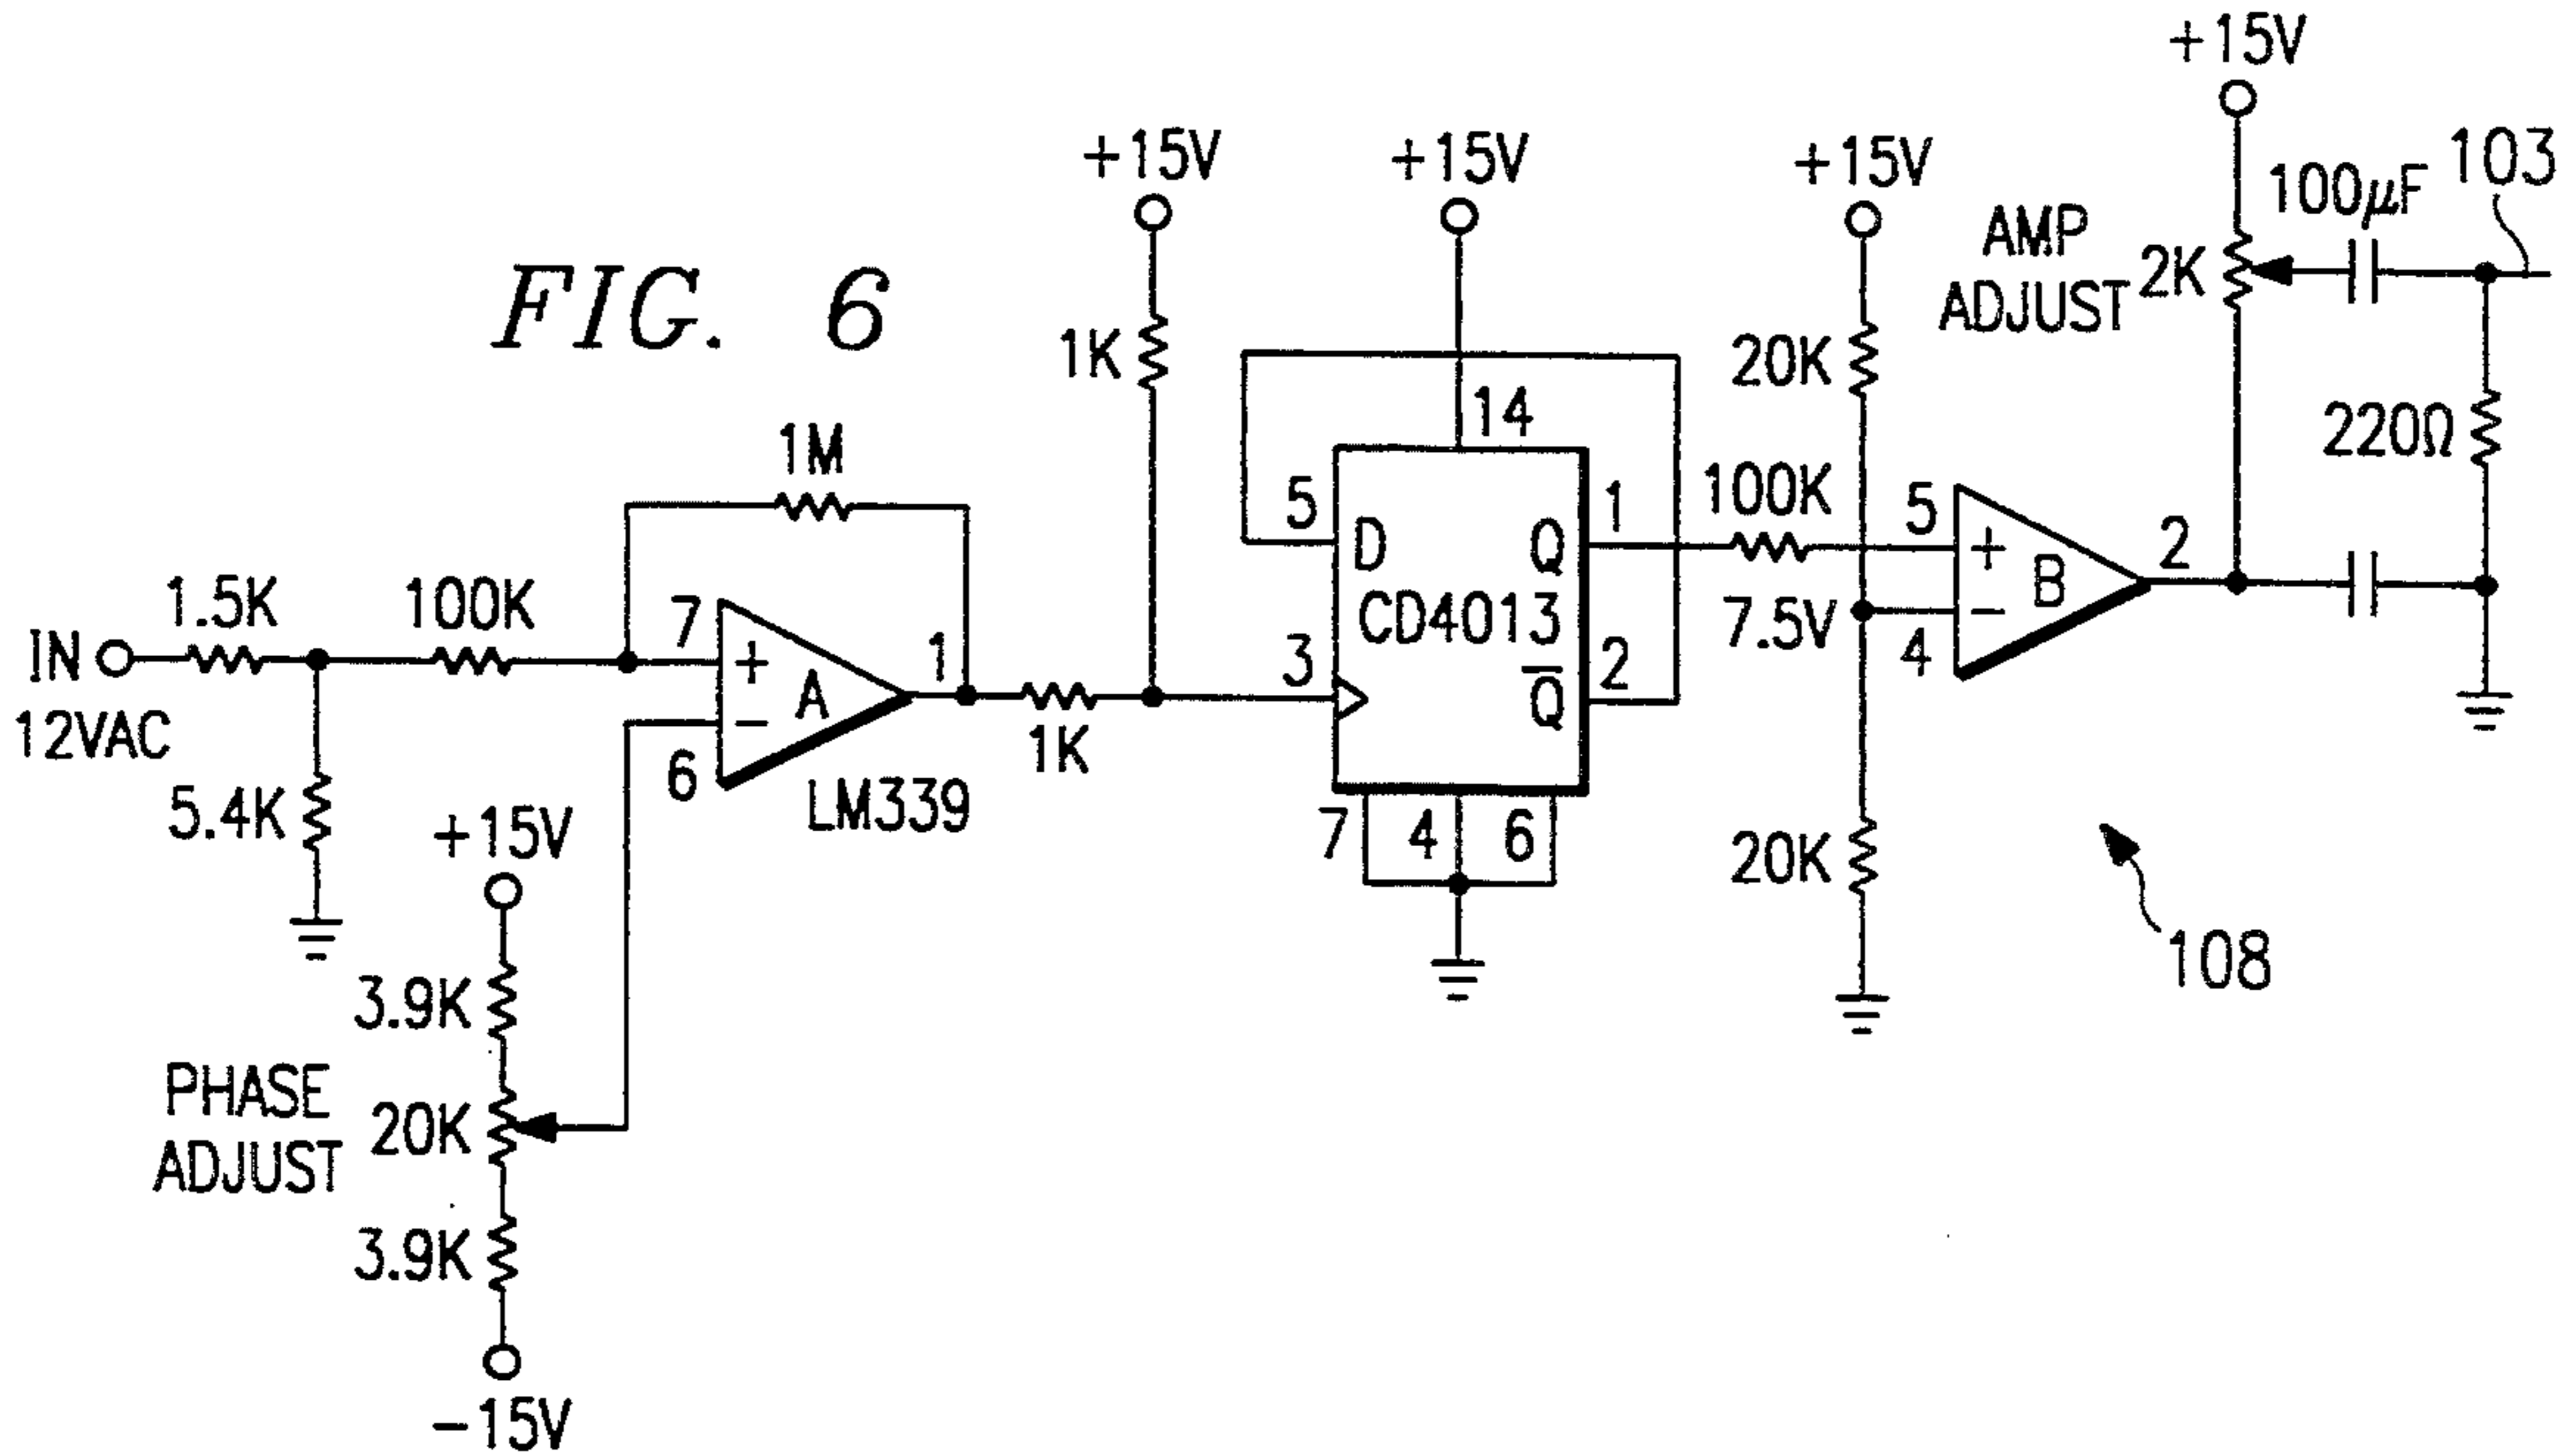 FIG. 6
IN
12VAC
1.5K
5.4K
100K
1M
7
+
A
−
6
1
LM339
+15V
3.9K
PHASE
ADJUST
20K
3.9K
−15V
1K
+15V
1K
+15V
14
5
D
Q
1
CD4013
3
Q̅
2
7
4
6
100K
+15V
20K
7.5V
20K
5
+
B
−
4
2
AMP
ADJUST
2K
+15V
100μF
103
220Ω
108